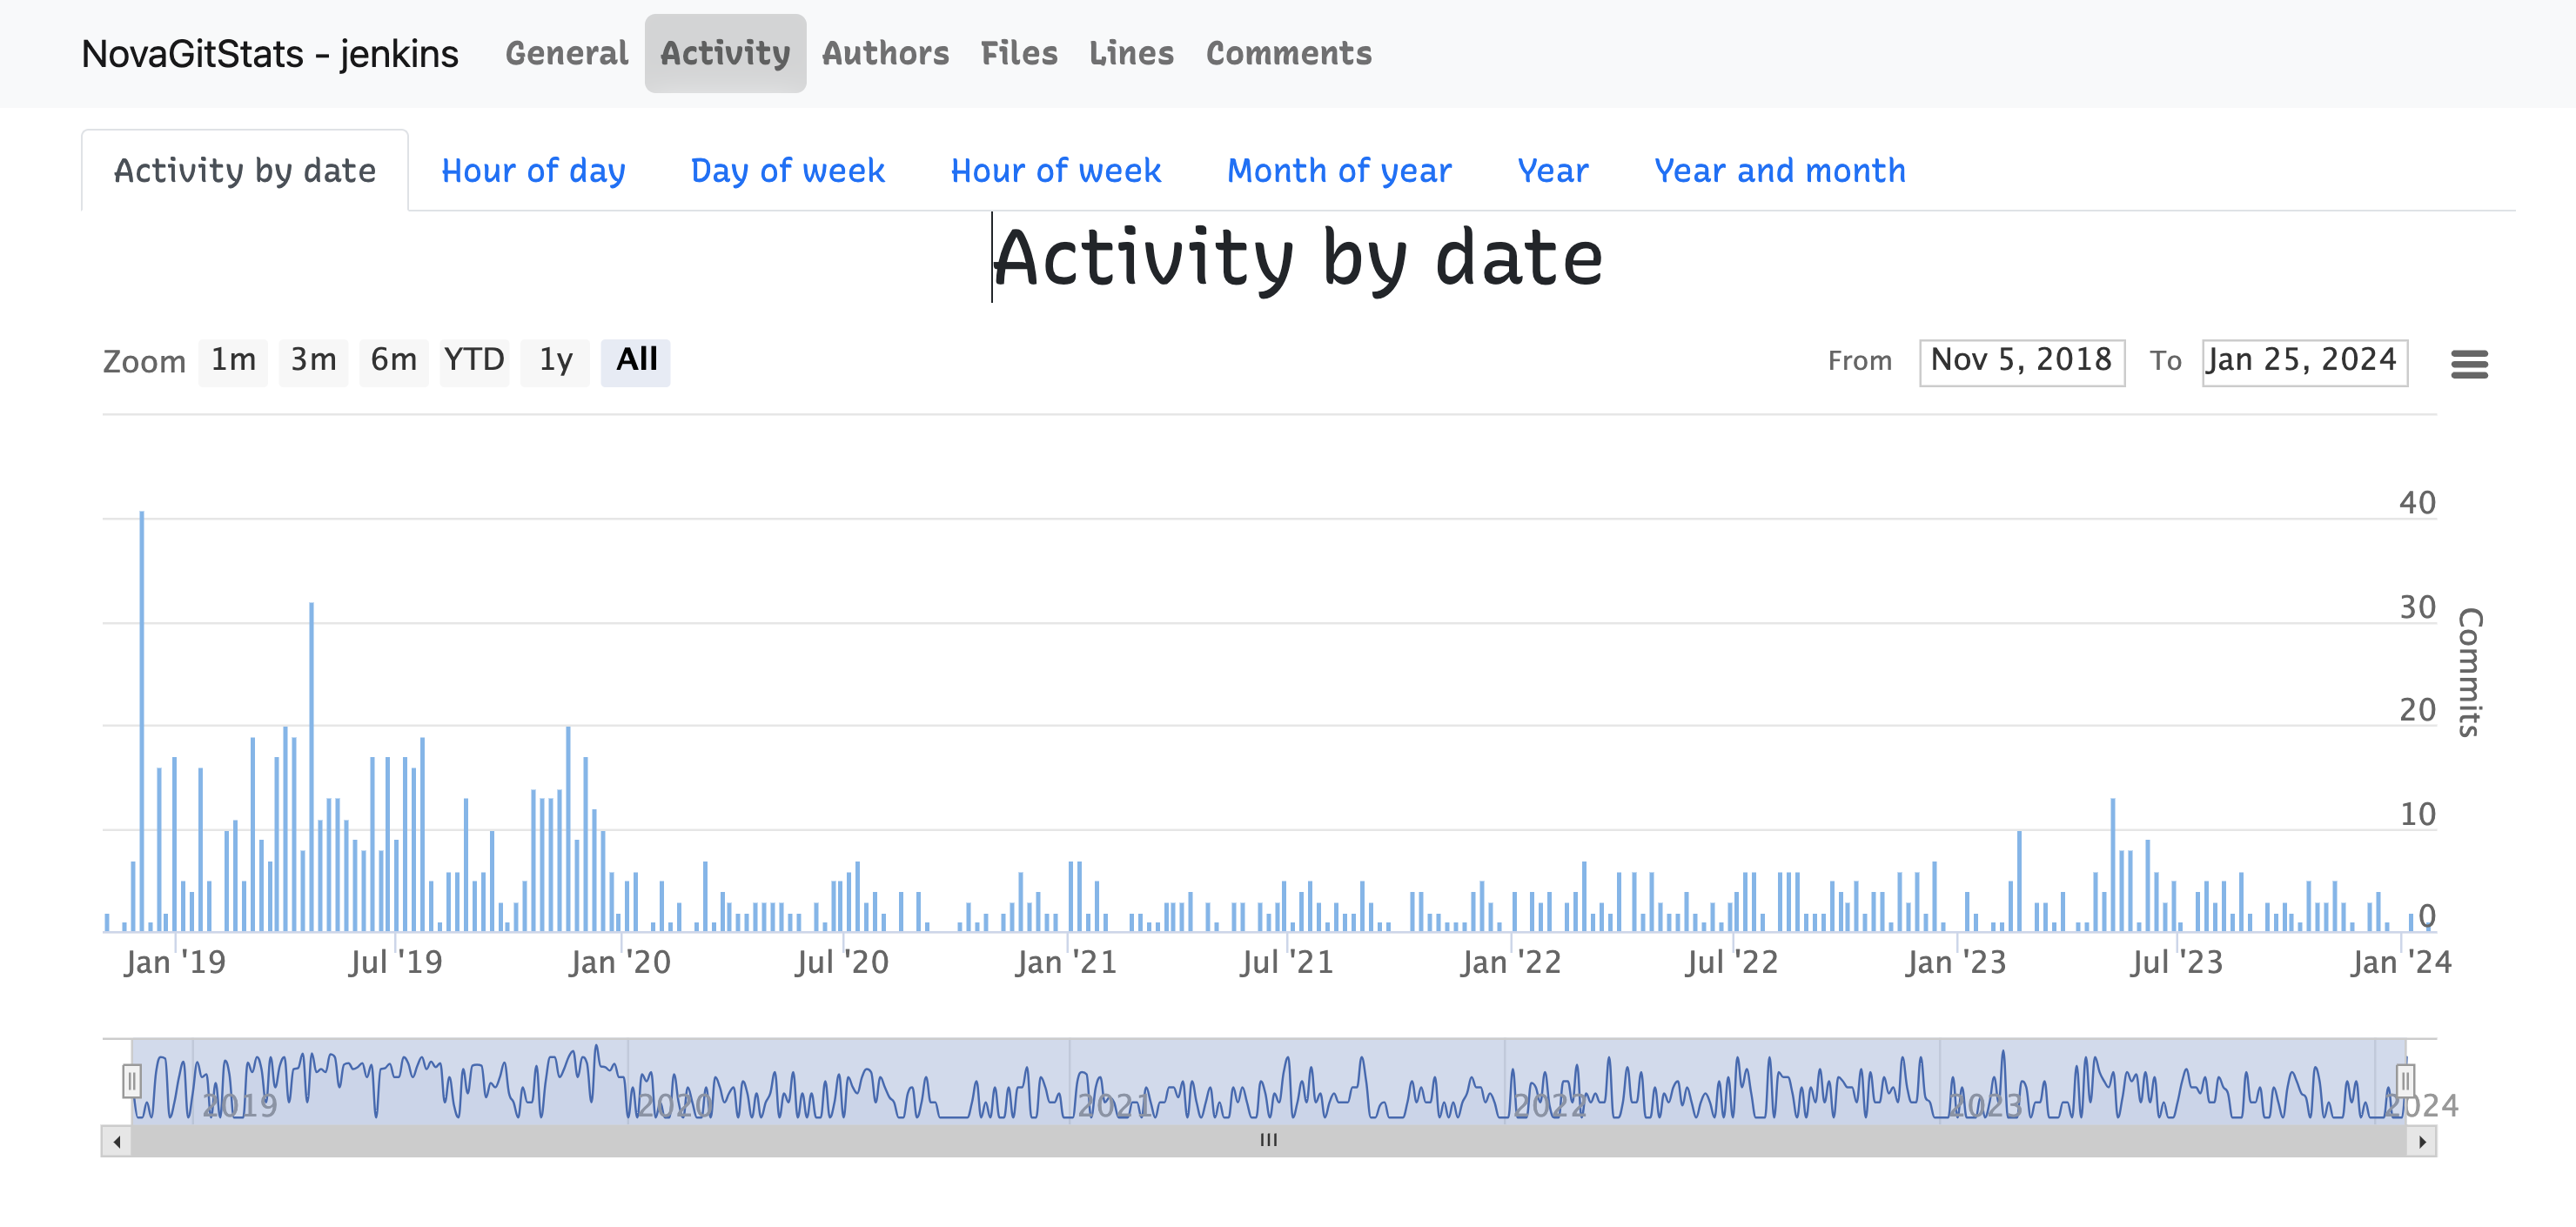 NovaGitStats - jenkins General Activity Authors Files Lines Comments
Activity by date Hour of day Day of week Hour of week Month of year Year Year and month
Activity by date
Zoom 1m 3m 6m YTD 1y All From Nov 5, 2018 To Jan 25, 2024
40
30
20
10
0
Commits
Jan '19 Jul '19 Jan '20 Jul '20 Jan '21 Jul '21 Jan '22 Jul '22 Jan '23 Jul '23 Jan '24
2019 2020 2021 2022 2023 2024